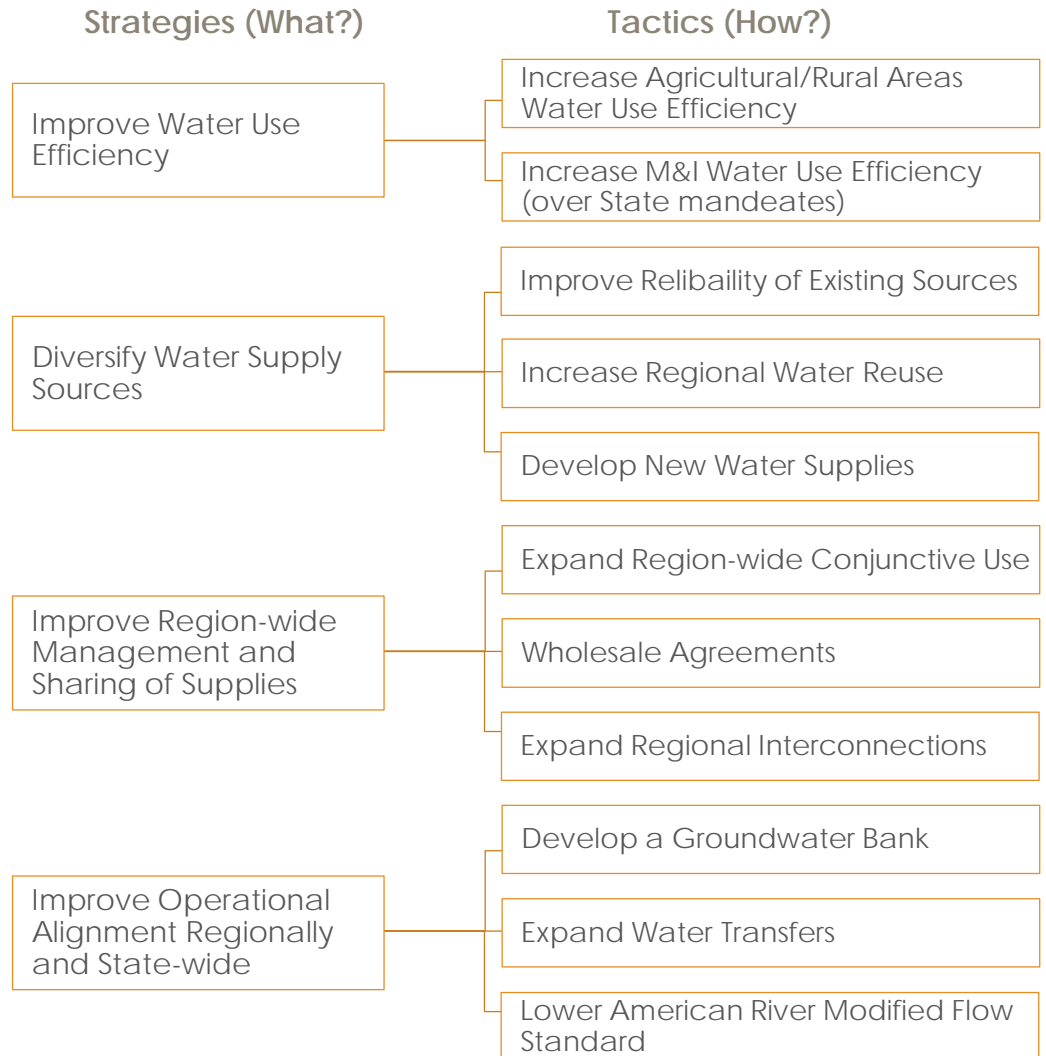 Strategies (What?)
Tactics (How?)
Improve Water Use
Efficiency
Increase Agricultural/Rural Areas
Water Use Efficiency
Increase M&I Water Use Efficiency
(over State mandeates)
Diversify Water Supply
Sources
Improve Relibaility of Existing Sources
Increase Regional Water Reuse
Develop New Water Supplies
Improve Region-wide
Management and
Sharing of Supplies
Expand Region-wide Conjunctive Use
Wholesale Agreements
Expand Regional Interconnections
Improve Operational
Alignment Regionally
and State-wide
Develop a Groundwater Bank
Expand Water Transfers
Lower American River Modified Flow
Standard